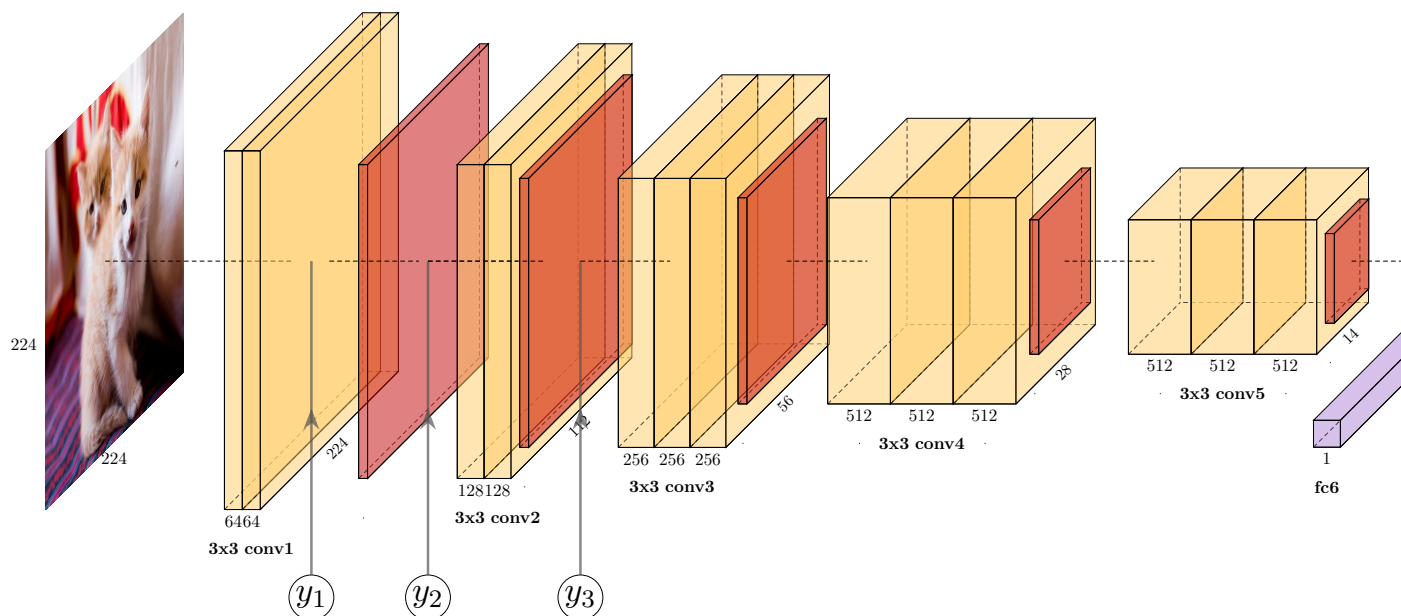 224
224
6464
224
3x3 conv1
128128
112
3x3 conv2
256 256 256
56
3x3 conv3
512 512 512
28
3x3 conv4
512 512 512
14
3x3 conv5
1
fc6
y1
y2
y3